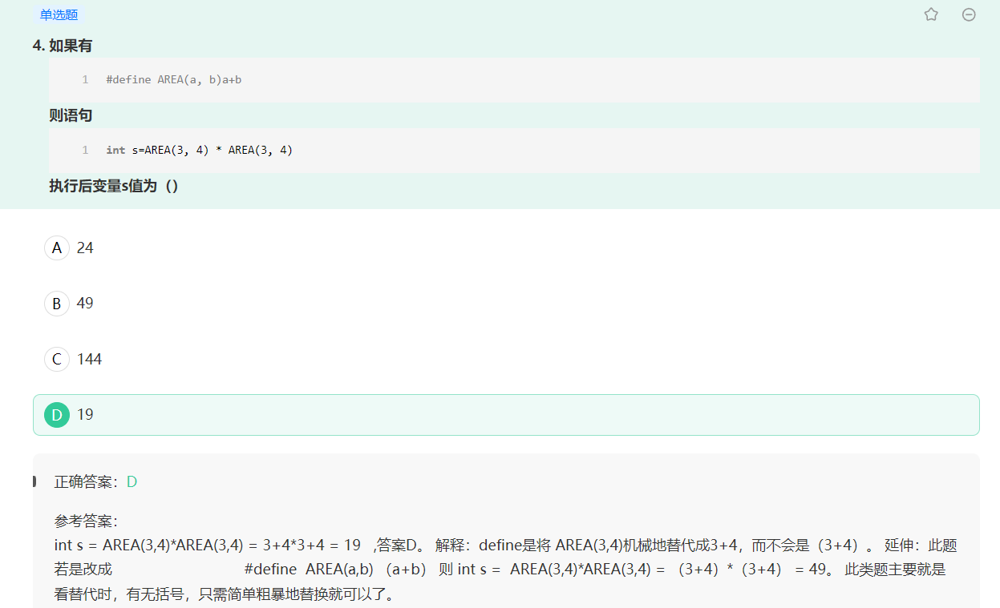 单选题
4. 如果有
1 #define AREA(a, b)a+b
则语句
1 int s=AREA(3, 4) * AREA(3, 4)
执行后变量s值为（）
A 24
B 49
C 144
D 19
正确答案：D
参考答案：
int s = AREA(3,4)*AREA(3,4) = 3+4*3+4 = 19 ,答案D。 解释：define是将 AREA(3,4)机械地替代成3+4，而不会是（3+4）。 延伸：此题
若是改成 #define AREA(a,b) （a+b） 则 int s = AREA(3,4)*AREA(3,4) = （3+4）*（3+4） = 49。 此类题主要就是
看替代时，有无括号，只需简单粗暴地替换就可以了。